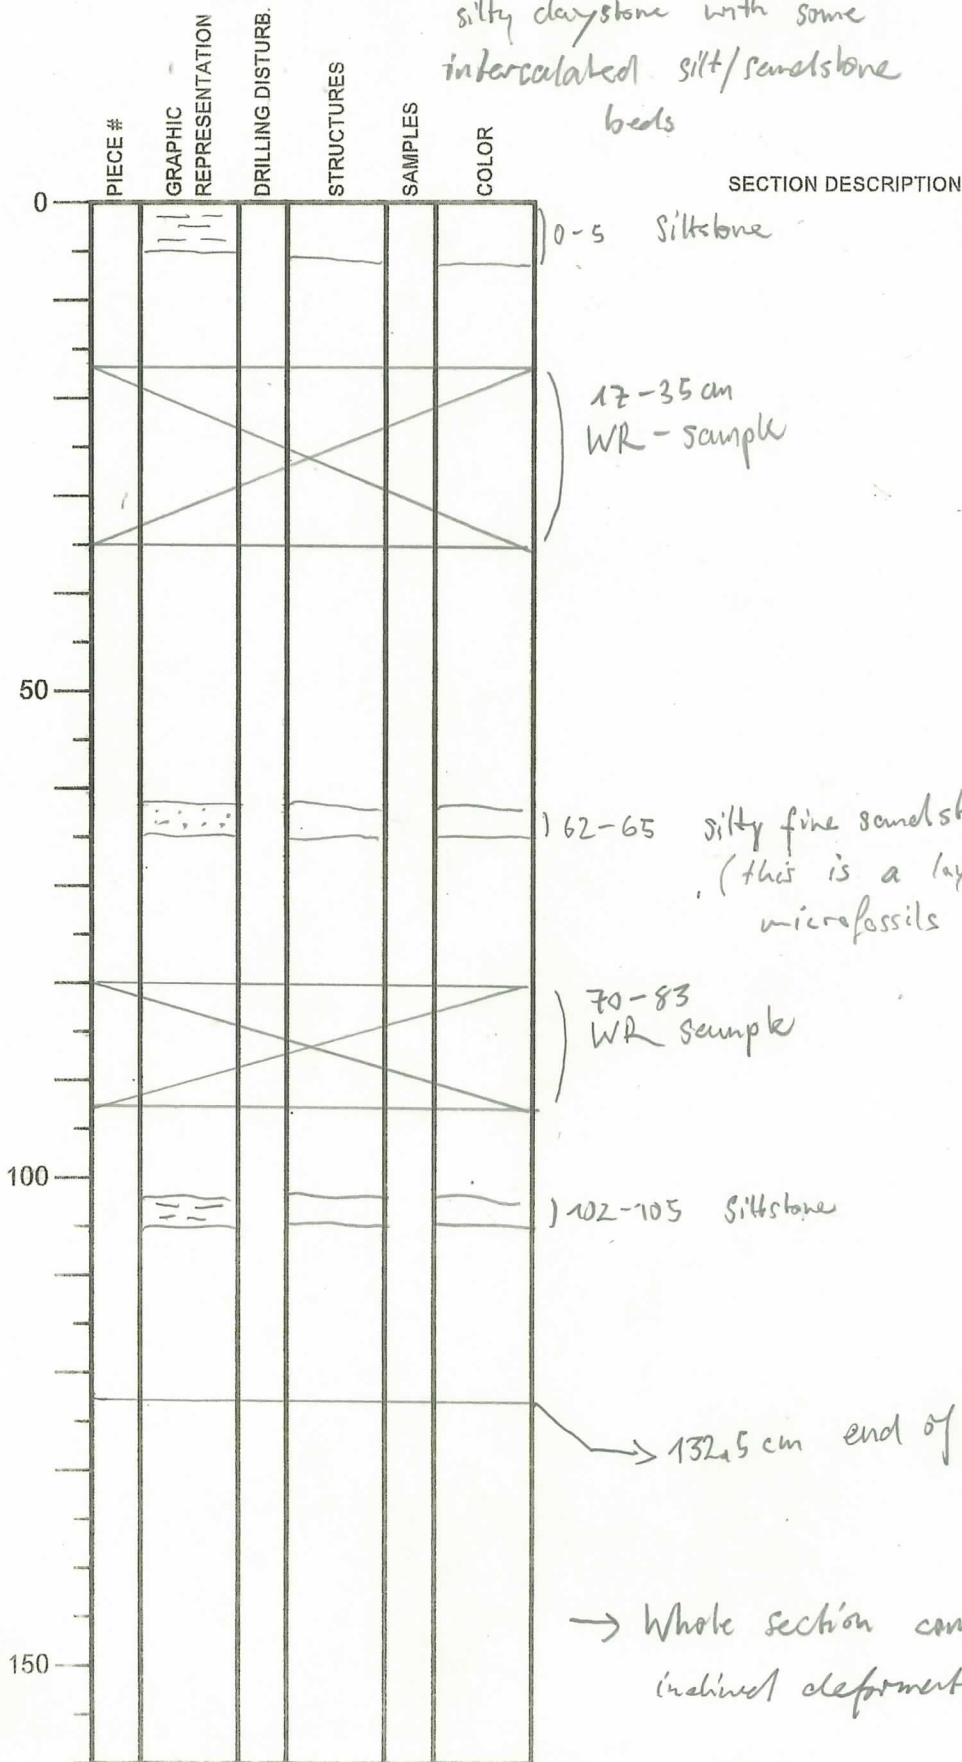 silty claystone with some
intercalated silt/sandstone
beds
PIECE #
GRAPHIC
REPRESENTATION
DRILLING DISTURB.
STRUCTURES
SAMPLES
COLOR
SECTION DESCRIPTION
0
0-5 Siltstone
17-35 cm
WR-sample
50
62-65 silty fine sandst
(this is a lay
microfossils
70-83
WR sample
100
102-105 Siltstone
→ 132.5 cm end of
→ Whole section con
150
inclined deformat